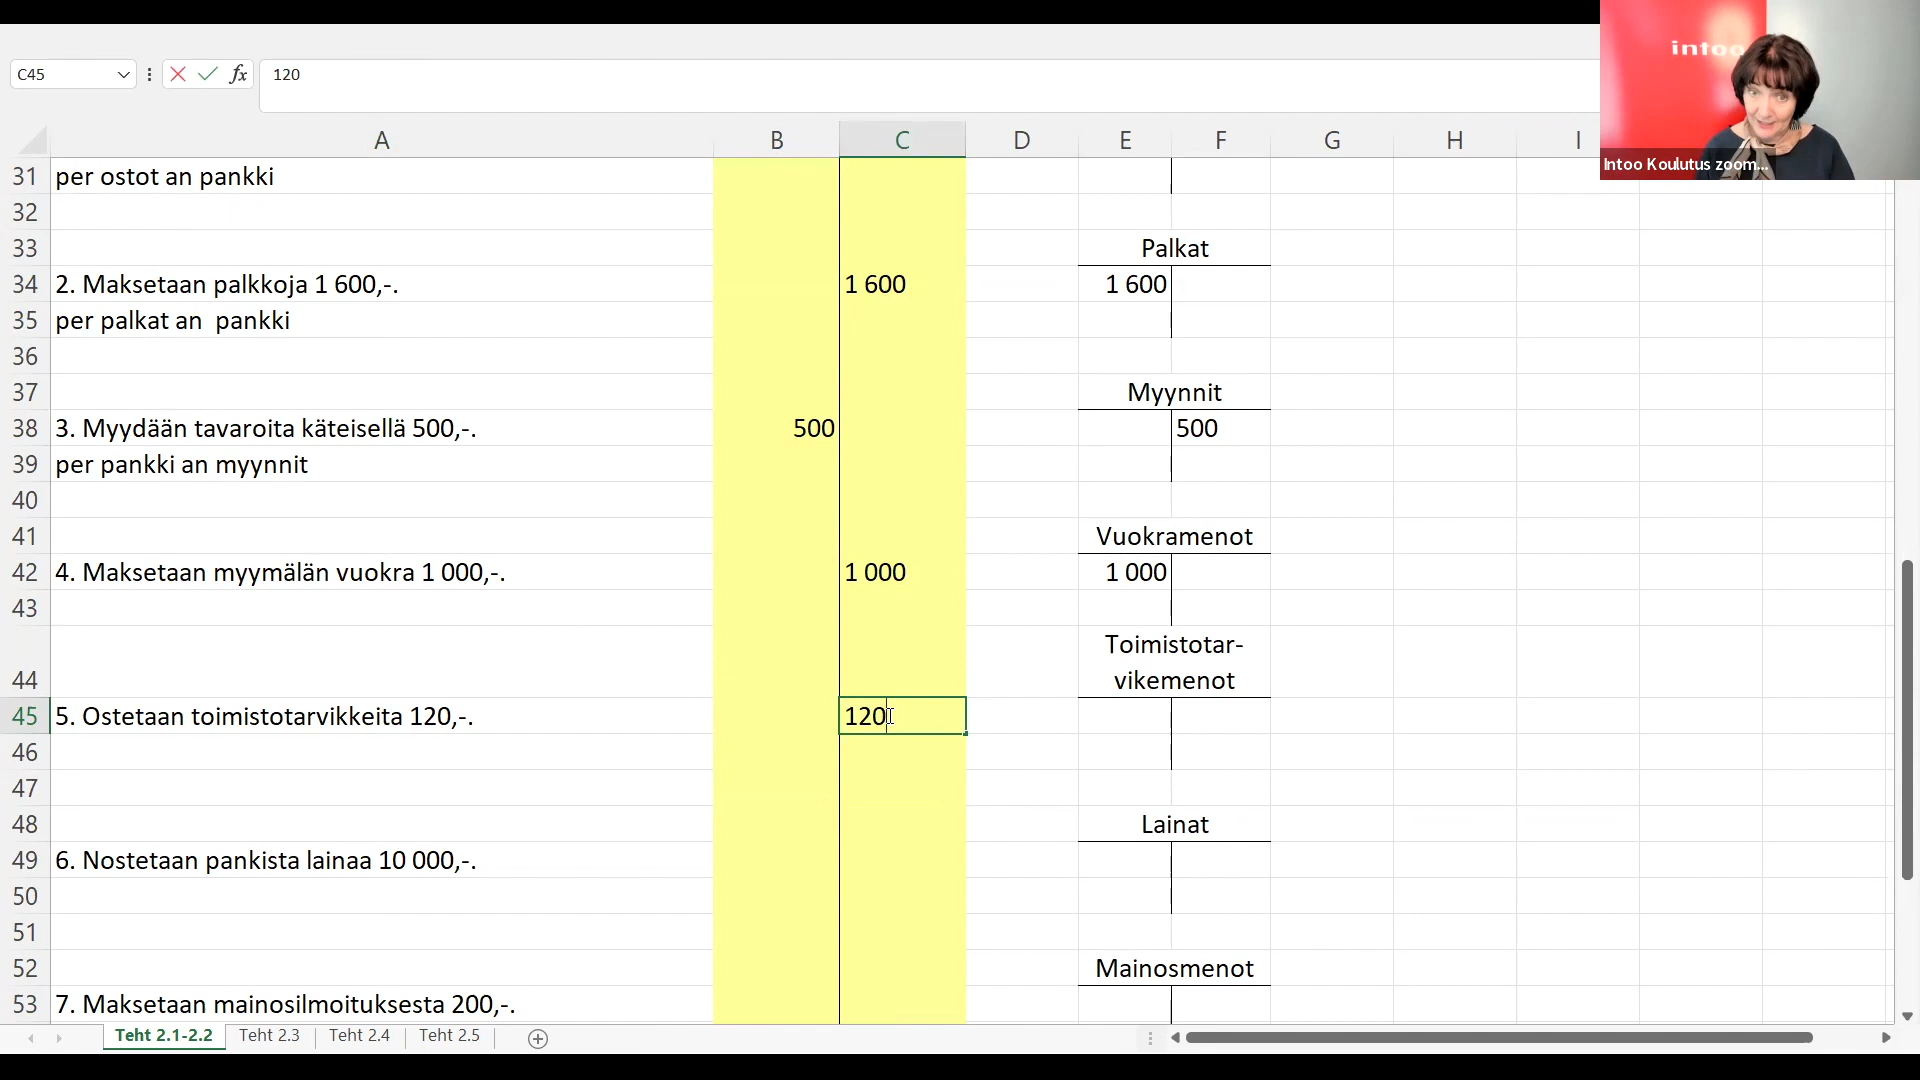 intoo
Intoo Koulutus zoom...
C45
fx
120
A B C D E F G H I
31 per ostot an pankki
32
33 Palkat
34 2. Maksetaan palkkoja 1 600,-. 1 600 1 600
35 per palkat an pankki
36
37 Myynnit
38 3. Myydään tavaroita käteisellä 500,-. 500 500
39 per pankki an myynnit
40
41 Vuokramenot
42 4. Maksetaan myymälän vuokra 1 000,-. 1 000 1 000
43
Toimistotar-
44 vikemenot
45 5. Ostetaan toimistotarvikkeita 120,-. 120
46
47
48 Lainat
49 6. Nostetaan pankista lainaa 10 000,-.
50
51
52 Mainosmenot
53 7. Maksetaan mainosilmoituksesta 200,-.
Teht 2.1-2.2 Teht 2.3 Teht 2.4 Teht 2.5